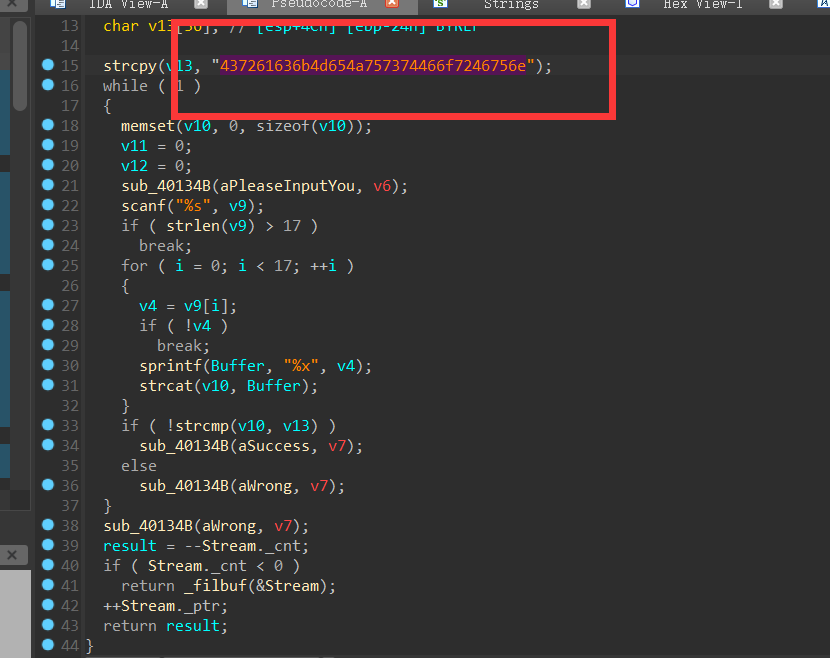 IDA View-A Pseudocode-A Strings Hex View-1
13 char v13[36]; // [esp+4Ch] [ebp-24h] BYREF
14
15 strcpy(v13, "437261636b4d654a757374466f7246756e");
16 while ( 1 )
17 {
18 memset(v10, 0, sizeof(v10));
19 v11 = 0;
20 v12 = 0;
21 sub_40134B(aPleaseInputYou, v6);
22 scanf("%s", v9);
23 if ( strlen(v9) > 17 )
24 break;
25 for ( i = 0; i < 17; ++i )
26 {
27 v4 = v9[i];
28 if ( !v4 )
29 break;
30 sprintf(Buffer, "%x", v4);
31 strcat(v10, Buffer);
32 }
33 if ( !strcmp(v10, v13) )
34 sub_40134B(aSuccess, v7);
35 else
36 sub_40134B(aWrong, v7);
37 }
38 sub_40134B(aWrong, v7);
39 result = --Stream._cnt;
40 if ( Stream._cnt < 0 )
41 return _filbuf(&Stream);
42 ++Stream._ptr;
43 return result;
44 }